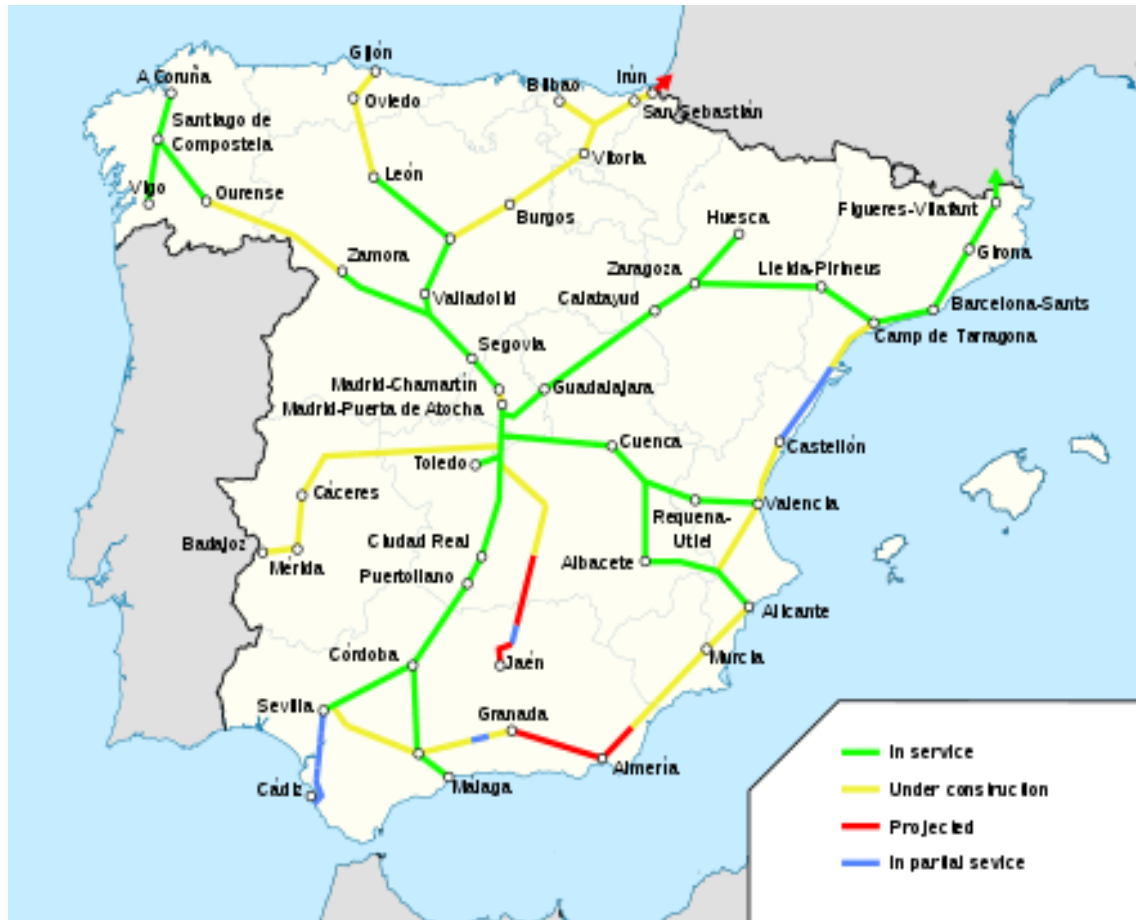 Gijón
A Coruña
Bilbao
Irún
Oviedo
San Sebastián
Santiago de
Compostela
Vitoria
León
Vigo
Ourense
Burgos
Huesca
Figueres-Vilafant
Girona
Zamora
Zaragoza
Lleida-Pirineus
Valladolid
Calatayud
Barcelona-Sants
Segovia
Camp de Tarragona
Madrid-Chamartín
Guadalajara
Madrid-Puerta de Atocha
Cuenca
Castellón
Toledo
Cáceres
Valencia
Requena-
Utiel
Badajoz
Mérida
Ciudad Real
Albacete
Puertollano
Alicante
Córdoba
Jaén
Murcia
Sevilla
Granada
Almería
Cádiz
Malaga
In service
Under construction
Projected
In partial sevice